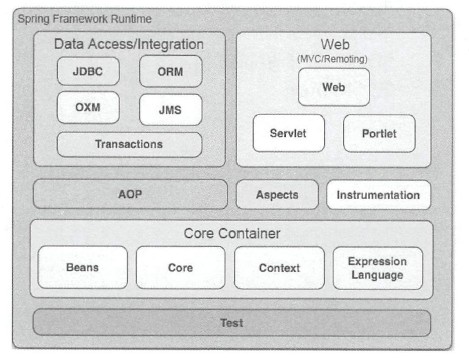 Spring Framework Runtime
Data Access/Integration
JDBC
ORM
OXM
JMS
Transactions
Web
(MVC/Remoting)
Web
Servlet
Portlet
AOP
Aspects
Instrumentation
Core Container
Beans
Core
Context
Expression
Language
Test